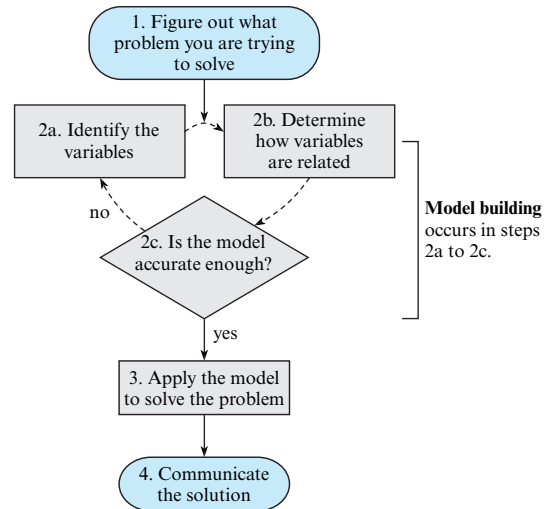 1. Figure out what
problem you are trying
to solve
2a. Identify the
variables
2b. Determine
how variables
are related
no
2c. Is the model
accurate enough?
Model building
occurs in steps
2a to 2c.
yes
3. Apply the model
to solve the problem
4. Communicate
the solution